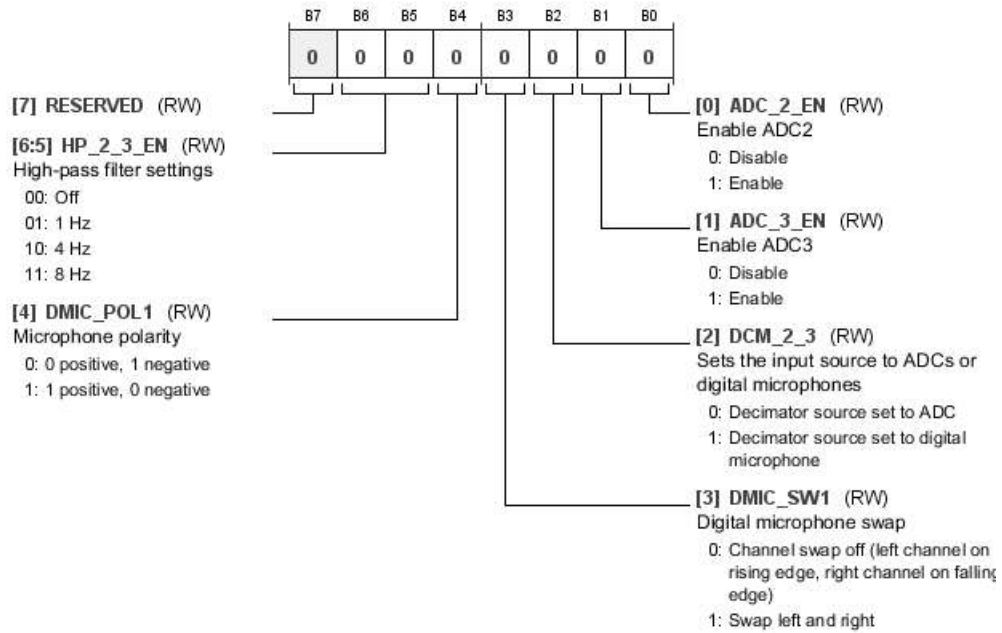 B7 B6 B5 B4 B3 B2 B1 B0
0 0 0 0 0 0 0 0
[7] RESERVED (RW)
[6:5] HP_2_3_EN (RW)
High-pass filter settings
00: Off
01: 1 Hz
10: 4 Hz
11: 8 Hz
[4] DMIC_POL1 (RW)
Microphone polarity
0: 0 positive, 1 negative
1: 1 positive, 0 negative
[0] ADC_2_EN (RW)
Enable ADC2
0: Disable
1: Enable
[1] ADC_3_EN (RW)
Enable ADC3
0: Disable
1: Enable
[2] DCM_2_3 (RW)
Sets the input source to ADCs or
digital microphones
0: Decimator source set to ADC
1: Decimator source set to digital
microphone
[3] DMIC_SW1 (RW)
Digital microphone swap
0: Channel swap off (left channel on
rising edge, right channel on falling
edge)
1: Swap left and right